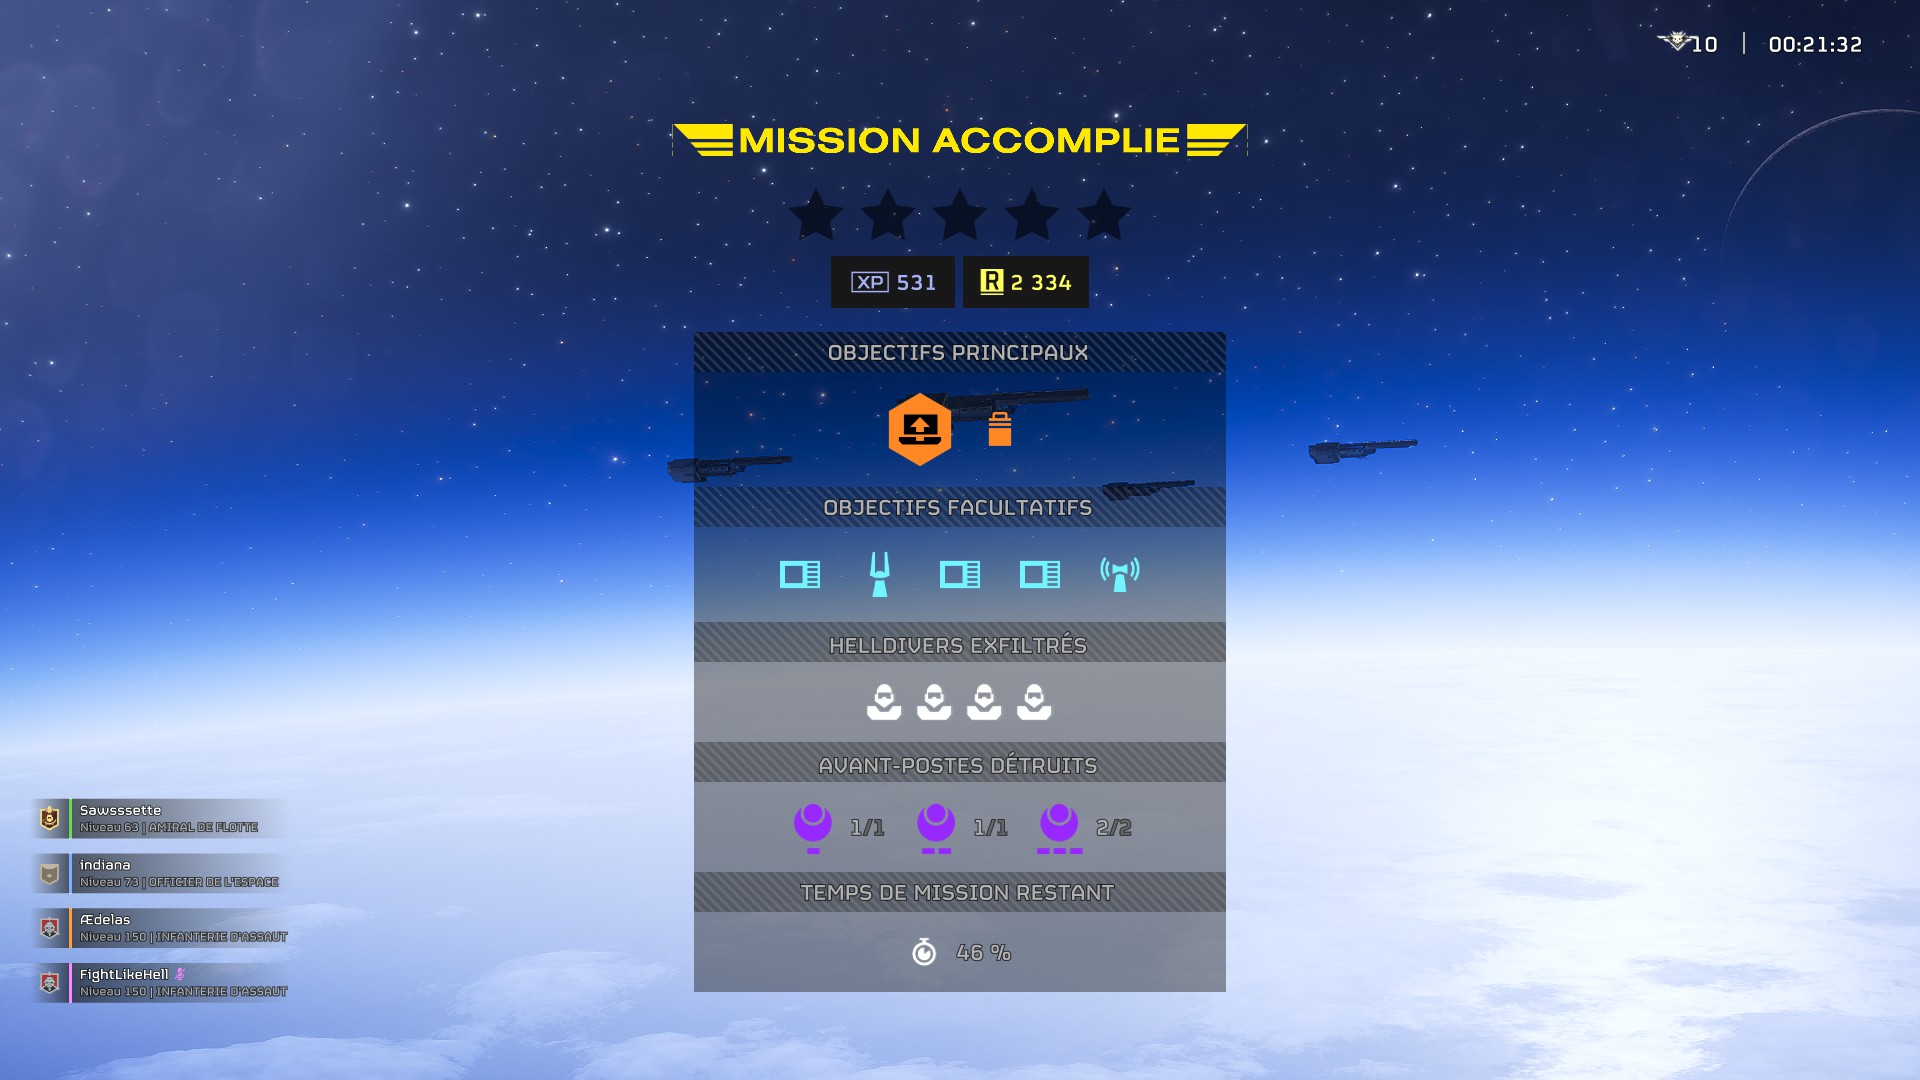 10 | 00:21:32
MISSION ACCOMPLIE
XP 531
R 2 334
OBJECTIFS PRINCIPAUX
OBJECTIFS FACULTATIFS
HELLDIVERS EXFILTRÉS
AVANT-POSTES DÉTRUITS
1/1 1/1 2/2
TEMPS DE MISSION RESTANT
46 %
Sawsssette
Niveau 63 | AMIRAL DE FLOTTE
indiana
Niveau 73 | OFFICIER DE L'ESPACE
Ædelas
Niveau 150 | INFANTERIE D'ASSAUT
FightLikeHell
Niveau 150 | INFANTERIE D'ASSAUT